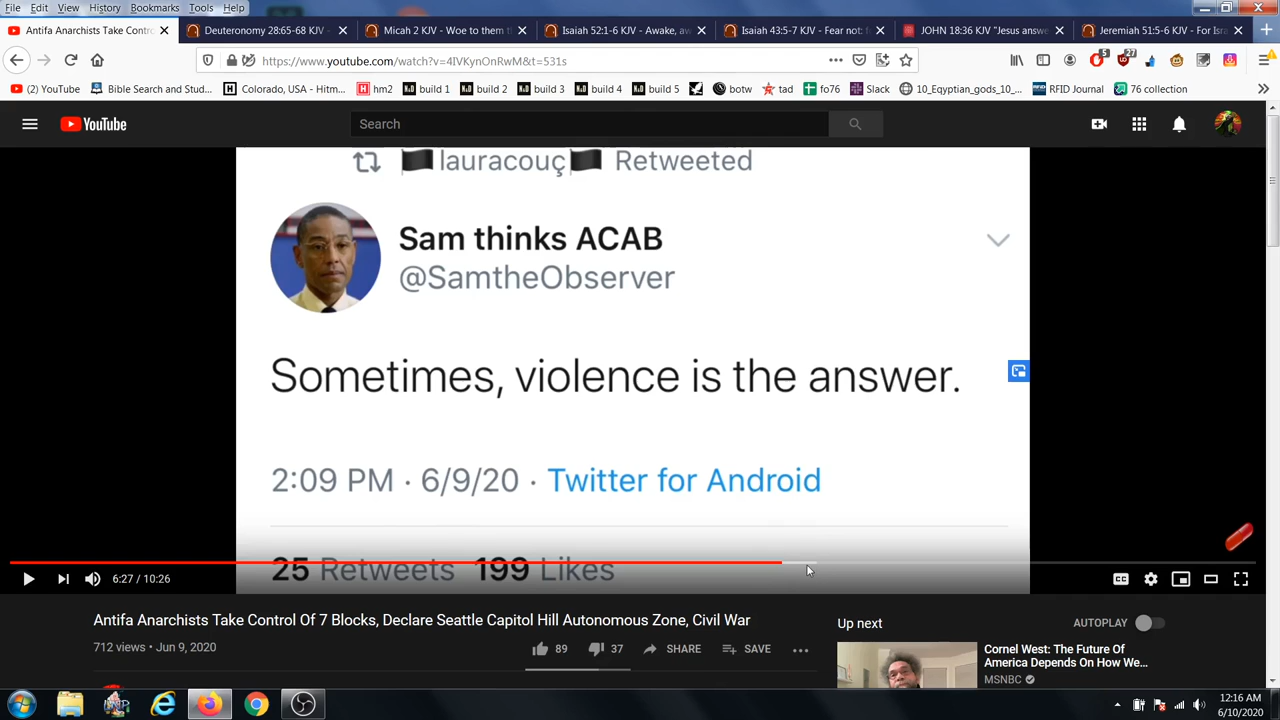 File Edit View History Bookmarks Tools Help
Antifa Anarchists Take Contro
Deuteronomy 28:65-68 KJV -
Micah 2 KJV - Woe to them t
Isaiah 52:1-6 KJV - Awake, aw
Isaiah 43:5-7 KJV - Fear not: f
JOHN 18:36 KJV "Jesus answe
Jeremiah 51:5-6 KJV - For Isra
https://www.youtube.com/watch?v=4IVKynOnRwM&t=531s
5 27
(2) YouTube
Bible Search and Stud...
Colorado, USA - Hitm...
hm2
build 1
build 2
build 3
build 4
build 5
botw
tad
fo76
Slack
10_Egyptian_gods_10_...
RFID Journal
76 collection
YouTube
Search
lauracouç Retweeted
Sam thinks ACAB
@SamtheObserver
Sometimes, violence is the answer.
2:09 PM · 6/9/20 · Twitter for Android
25 Retweets 199 Likes
6:27 / 10:26
CC
Antifa Anarchists Take Control Of 7 Blocks, Declare Seattle Capitol Hill Autonomous Zone, Civil War
712 views • Jun 9, 2020
89 37 SHARE SAVE
Up next
AUTOPLAY
Cornel West: The Future Of
America Depends On How We...
MSNBC
12:16 AM
6/10/2020